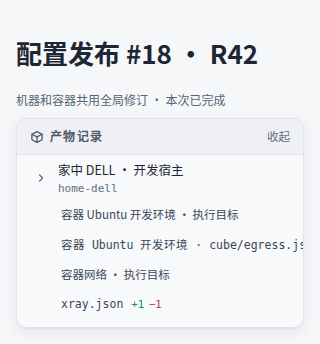 配置发布 #18 · R42
机器和容器共用全局修订 · 本次已完成
产物记录 收起
家中 DELL · 开发宿主
home-dell
容器 Ubuntu 开发环境 · 执行目标
容器 Ubuntu 开发环境 · cube/egress.js
容器网络 · 执行目标
xray.json +1 −1